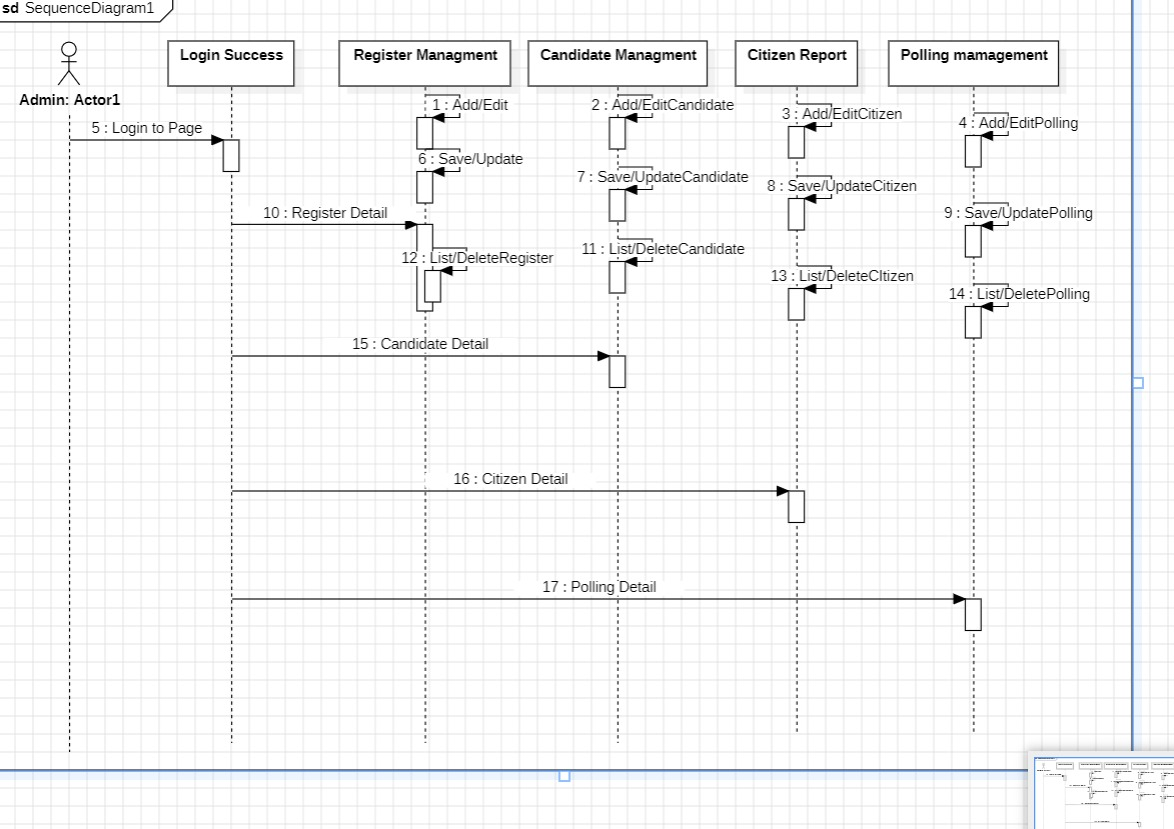 sd SequenceDiagram1
Admin: Actor1
Login Success
Register Managment
Candidate Managment
Citizen Report
Polling mamagement
1 : Add/Edit
2 : Add/EditCandidate
3 : Add/EditCitizen
4 : Add/EditPolling
5 : Login to Page
6 : Save/Update
7 : Save/UpdateCandidate
8 : Save/UpdateCitizen
9 : Save/UpdatePolling
10 : Register Detail
11 : List/DeleteCandidate
12 : List/DeleteRegister
13 : List/DeleteCItizen
14 : List/DeletePolling
15 : Candidate Detail
16 : Citizen Detail
17 : Polling Detail